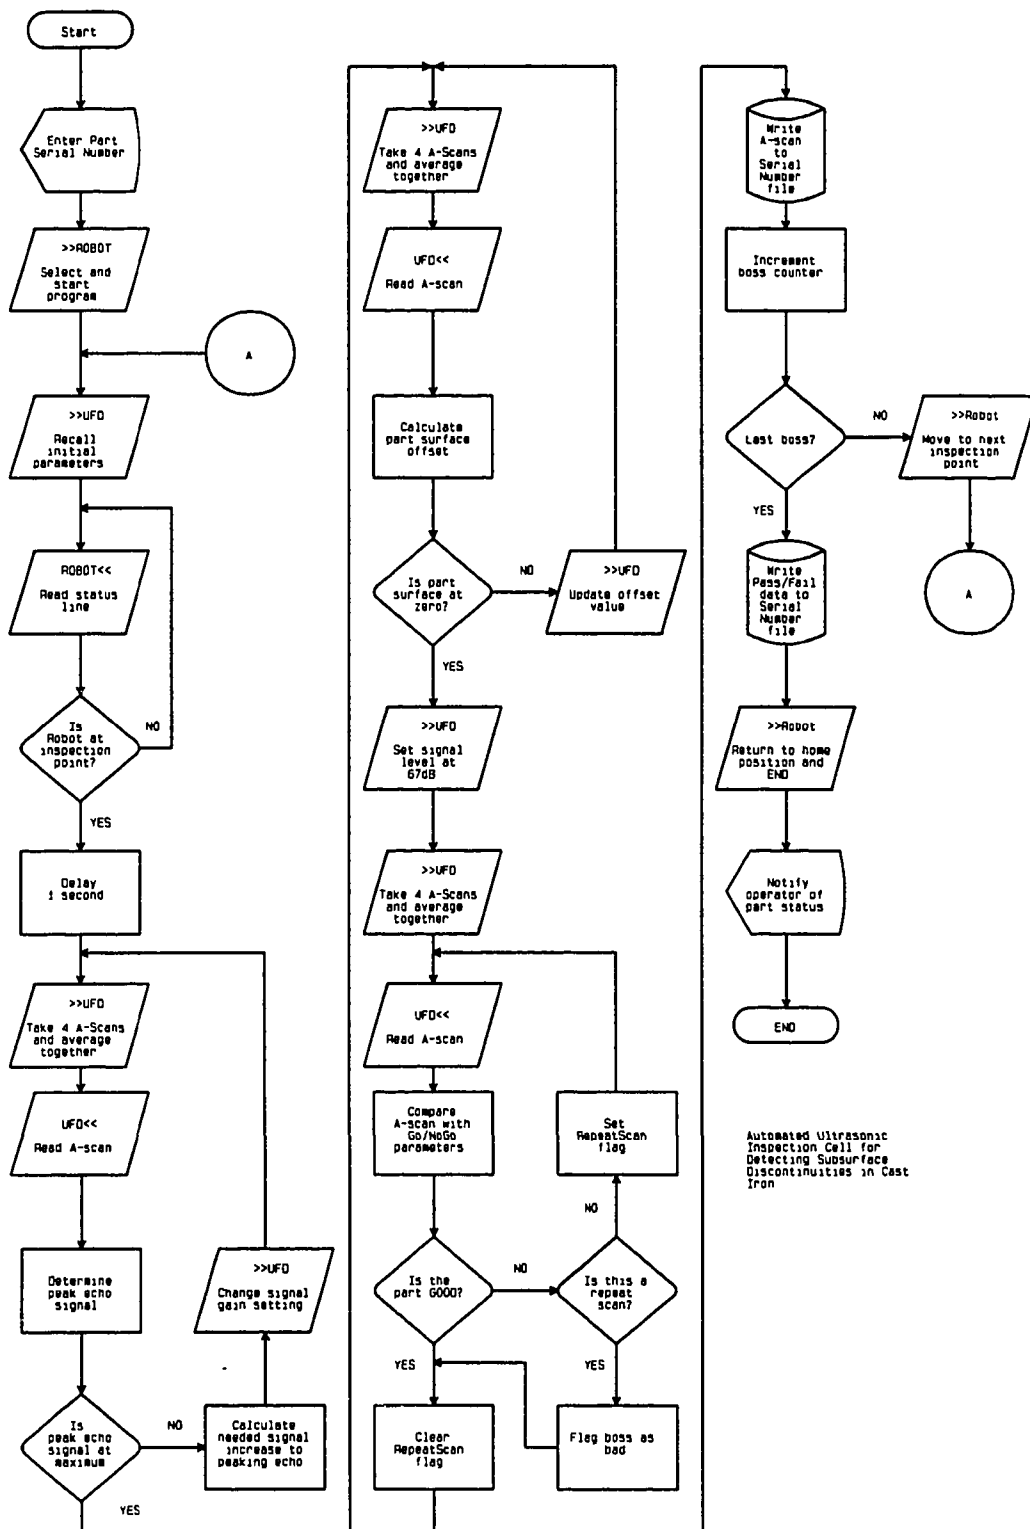 Start
Enter Part
Serial Number
>>ROBOT
Select and
start
program
A
>>UFD
Recall
initial
parameters
ROBOT<<
Read status
line
Is
Robot at
inspection
point?
NO
YES
Delay
1 second
>>UFD
Take 4 A-Scans
and average
together
UFD<<
Read A-scan
Determine
peak echo
signal
>>UFD
Change signal
gain setting
Is
peak echo
signal at
maximum
NO
Calculate
needed signal
increase to
peaking echo
YES
>>UFD
Take 4 A-Scans
and average
together
UFD<<
Read A-scan
Calculate
part surface
offset
Is part
surface at
zero?
NO
>>UFD
Update offset
value
YES
>>UFD
Set signal
level at
67dB
>>UFD
Take 4 A-Scans
and average
together
UFD<<
Read A-scan
Compare
A-scan with
Go/NoGo
parameters
Set
RepeatScan
flag
NO
Is the
part GOOD?
NO
Is this a
repeat
scan?
YES
YES
Clear
RepeatScan
flag
Flag boss as
bad
Write
A-scan
to
Serial
Number
file
Increment
boss counter
Last boss?
NO
>>Robot
Move to next
inspection
point
YES
A
Write
Pass/Fail
data to
Serial
Number
file
>>Robot
Return to home
position and
END
Notify
operator of
part status
END
Automated Ultrasonic
Inspection Cell for
Detecting Subsurface
Discontinuities in Cast
Iron